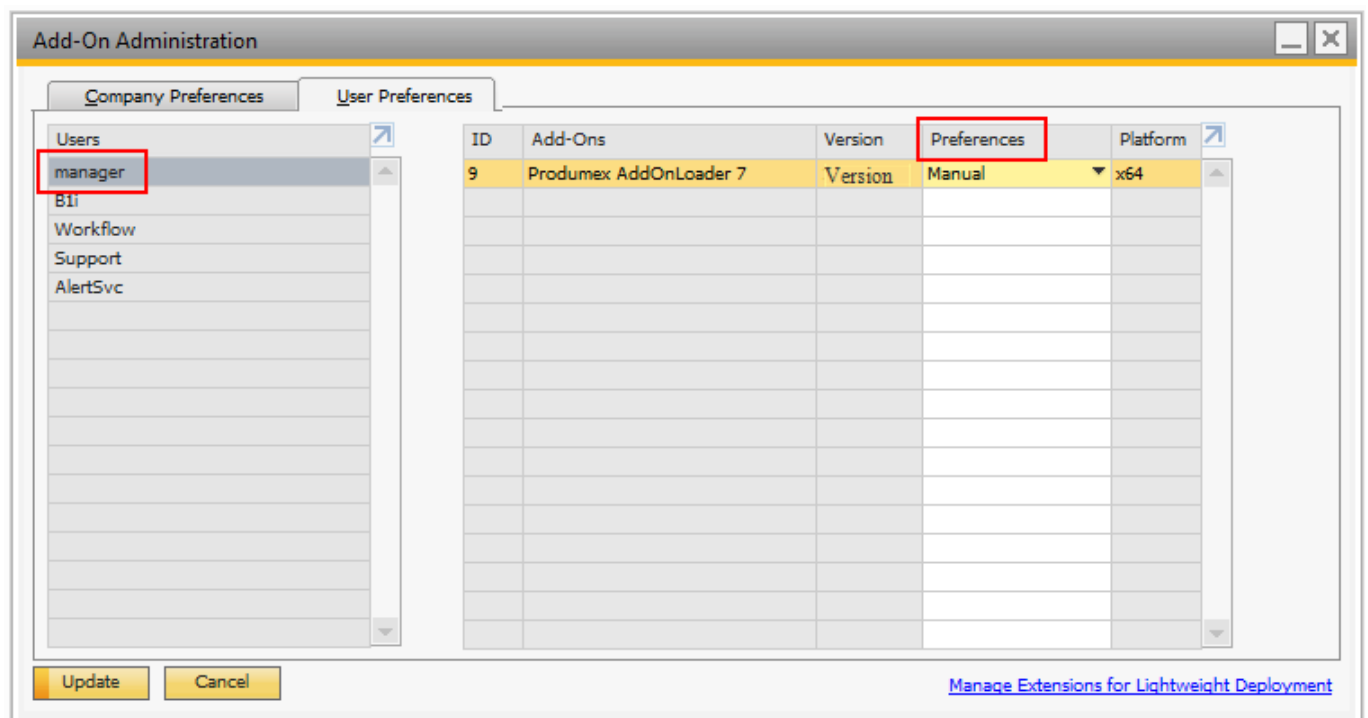 Add-On Administration
Company Preferences User Preferences
Users ID Add-Ons Version Preferences Platform
manager 9 Produmex AddOnLoader 7 Version Manual x64
B1i
Workflow
Support
AlertSvc
Update Cancel Manage Extensions for Lightweight Deployment